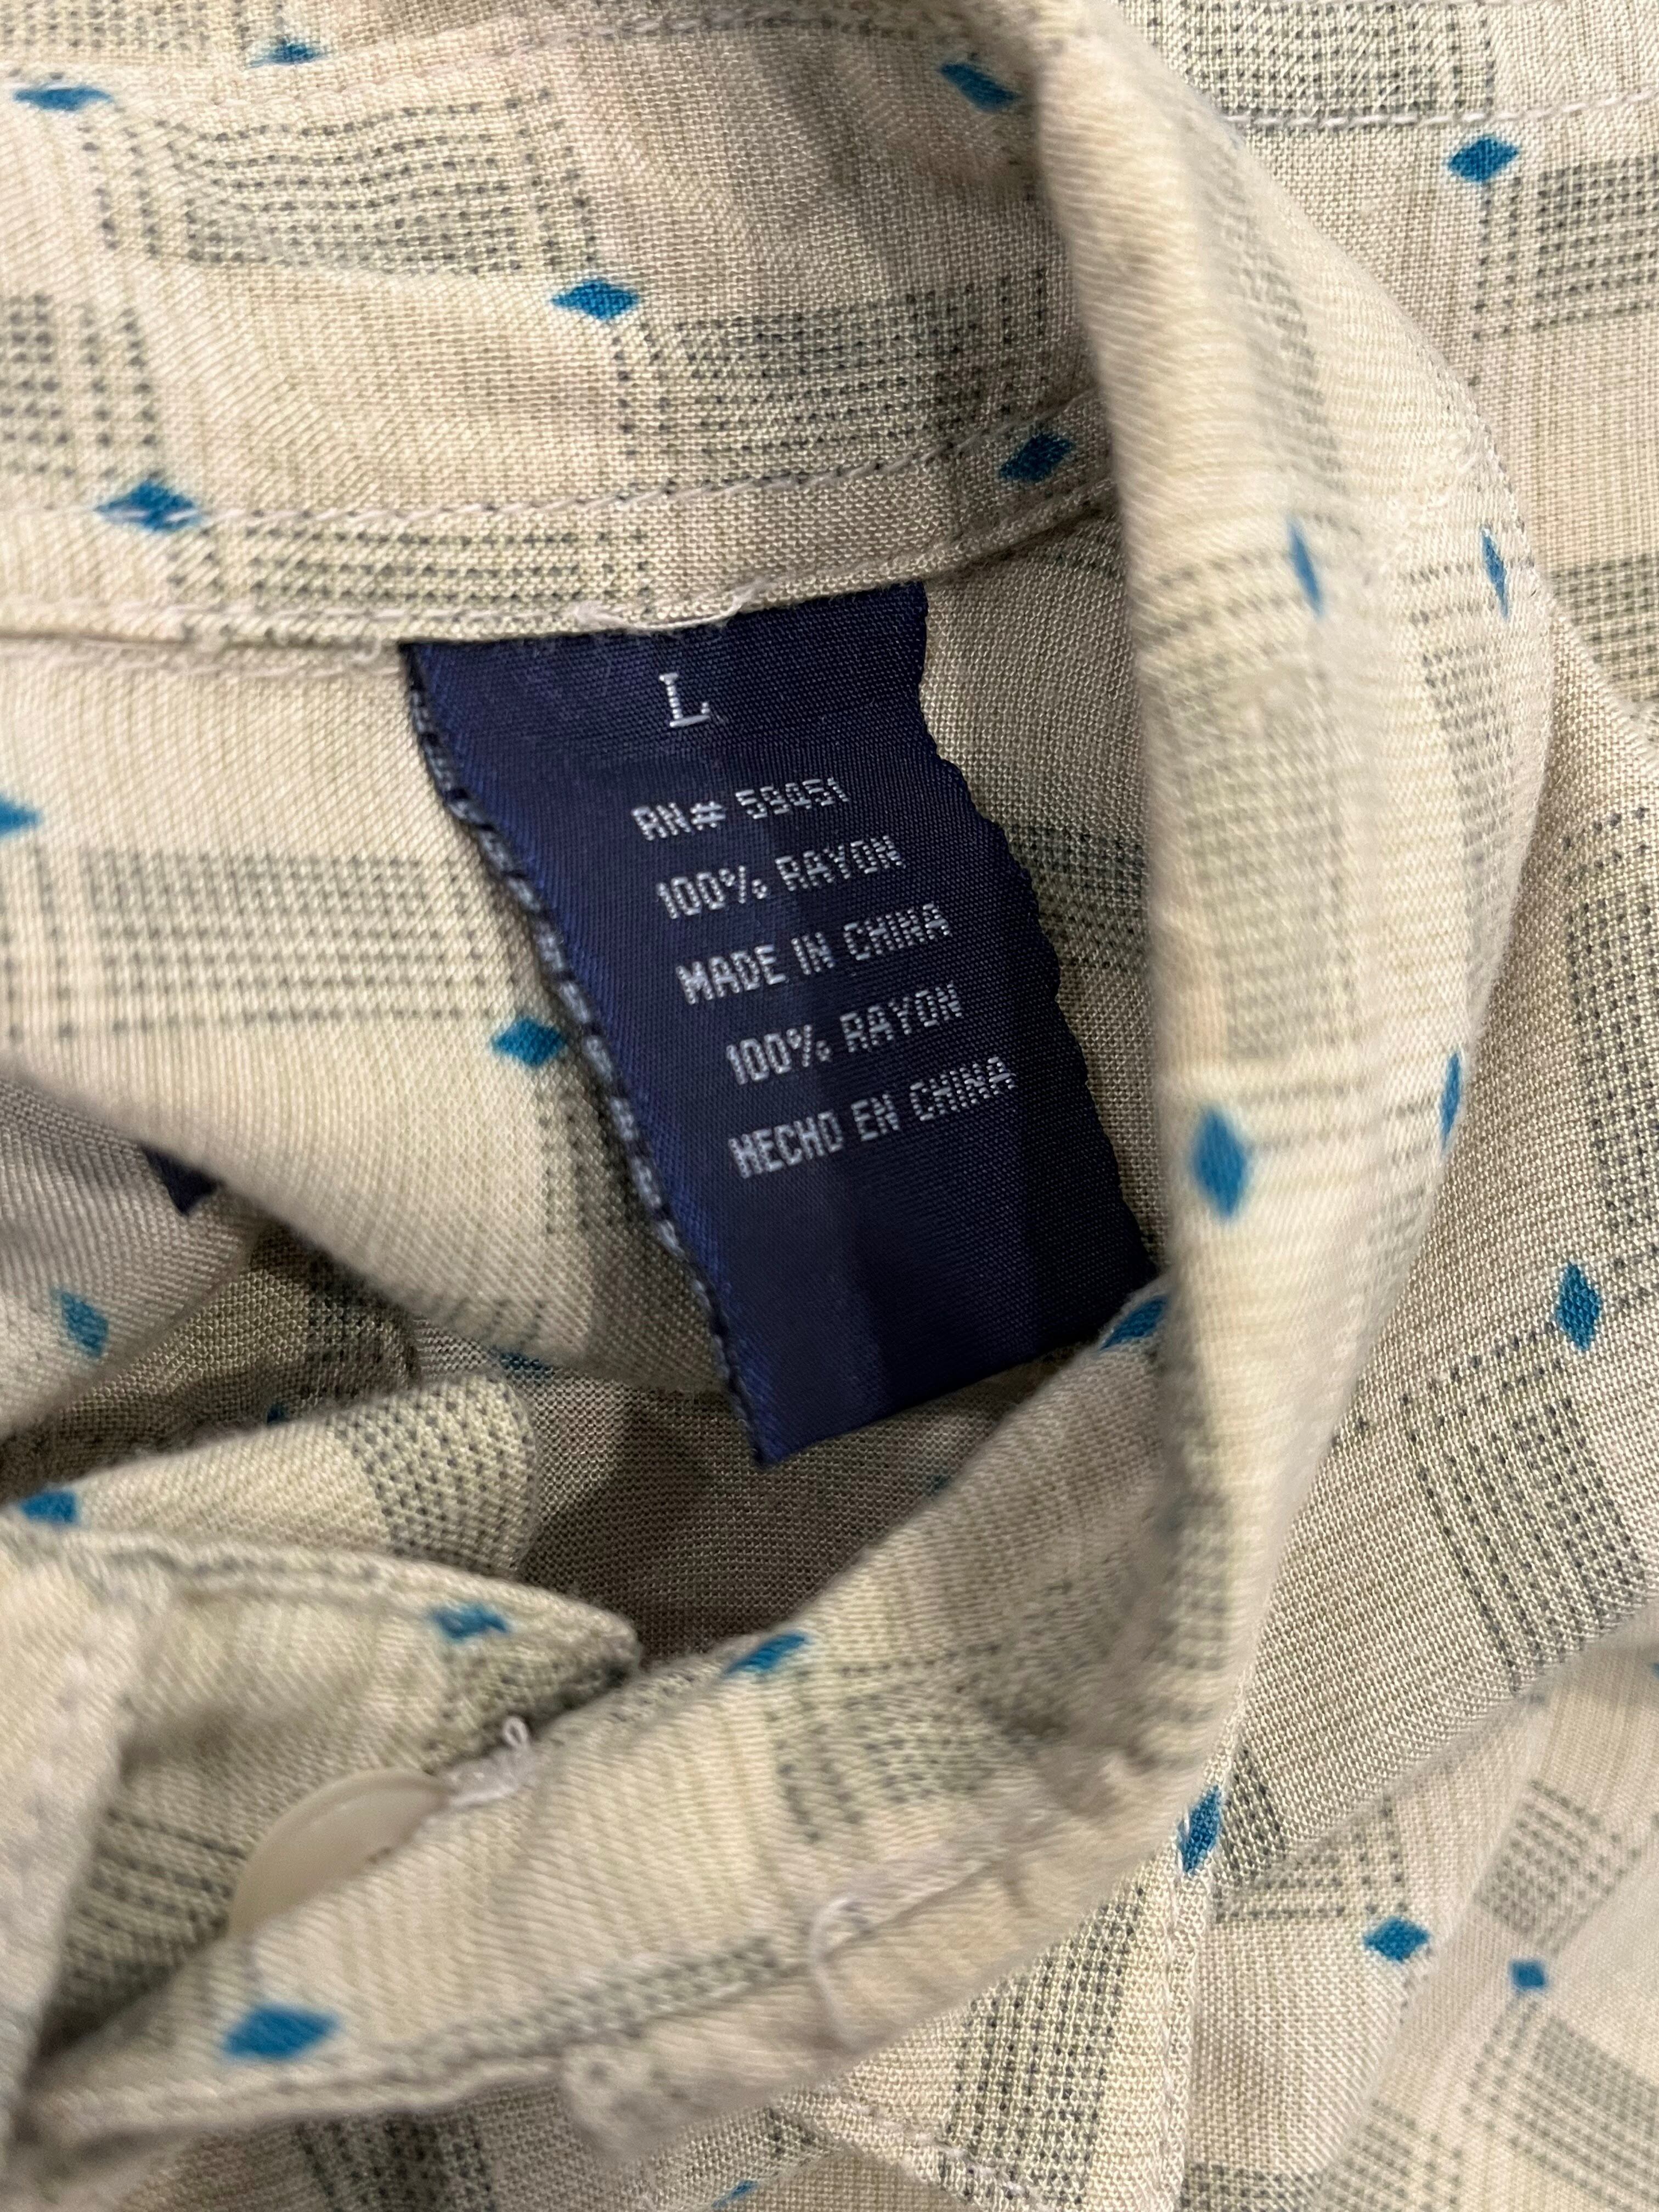 L
RN# 59451
100% RAYON
MADE IN CHINA
100% RAYON
HECHO EN CHINA